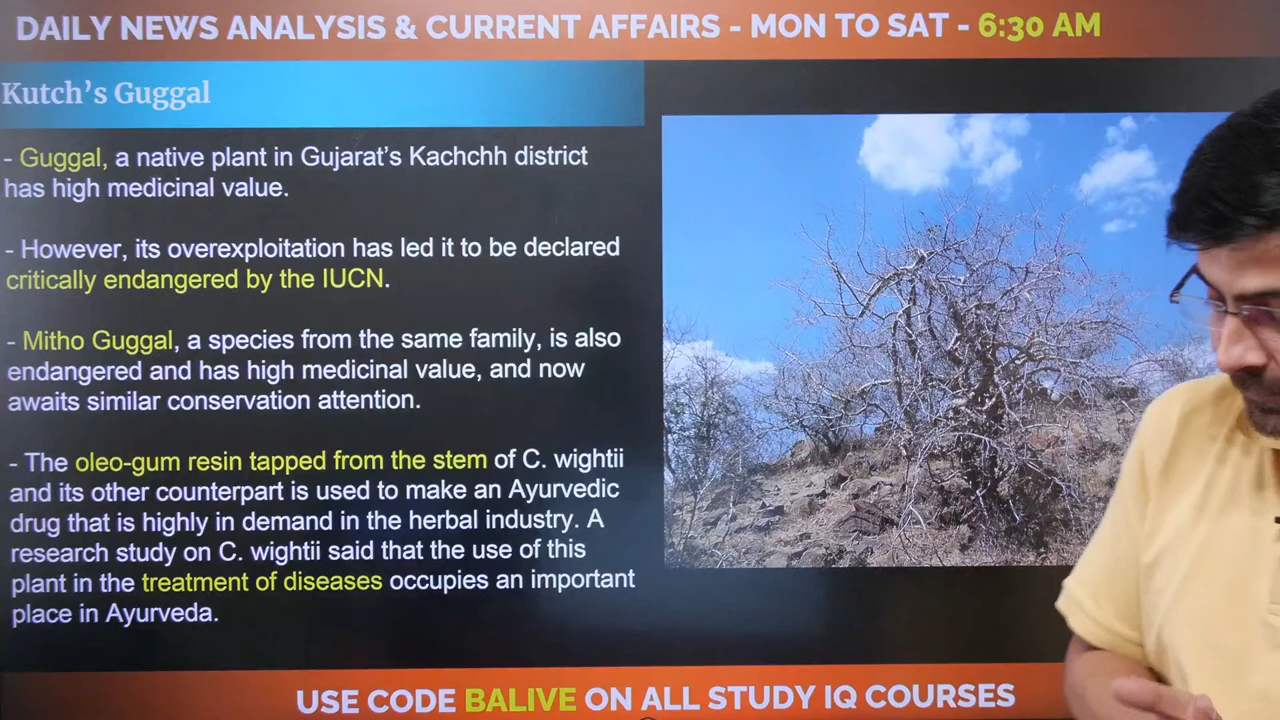 DAILY NEWS ANALYSIS & CURRENT AFFAIRS - MON TO SAT - 6:30 AM
Kutch's Guggal
- Guggal, a native plant in Gujarat's Kachchh district
has high medicinal value.
- However, its overexploitation has led it to be declared
critically endangered by the IUCN.
- Mitho Guggal, a species from the same family, is also
endangered and has high medicinal value, and now
awaits similar conservation attention.
- The oleo-gum resin tapped from the stem of C. wightii
and its other counterpart is used to make an Ayurvedic
drug that is highly in demand in the herbal industry. A
research study on C. wightii said that the use of this
plant in the treatment of diseases occupies an important
place in Ayurveda.
USE CODE BALIVE ON ALL STUDY IQ COURSES